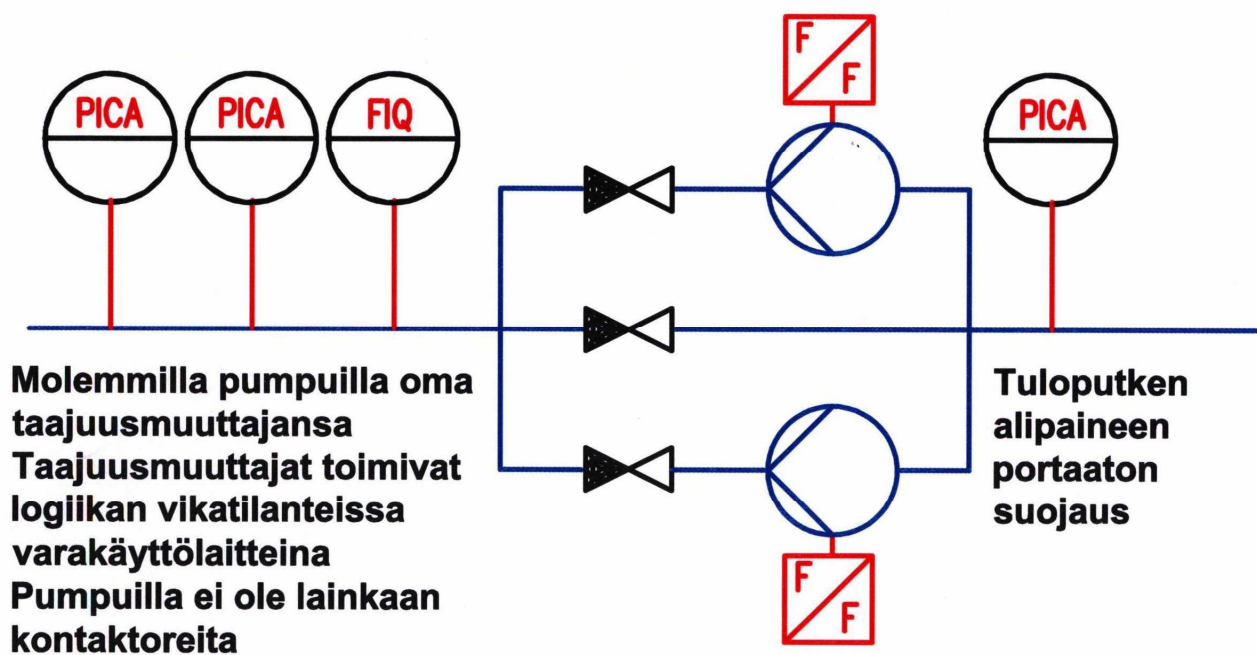 F
F
PICA
PICA
FIQ
PICA
Molemmilla pumpuilla oma
taajuusmuuttajansa
Taajuusmuuttajat toimivat
logiikan vikatilanteissa
varakäyttölaitteina
Pumpuilla ei ole lainkaan
kontaktoreita
Tuloputken
alipaineen
portaaton
suojaus
F
F